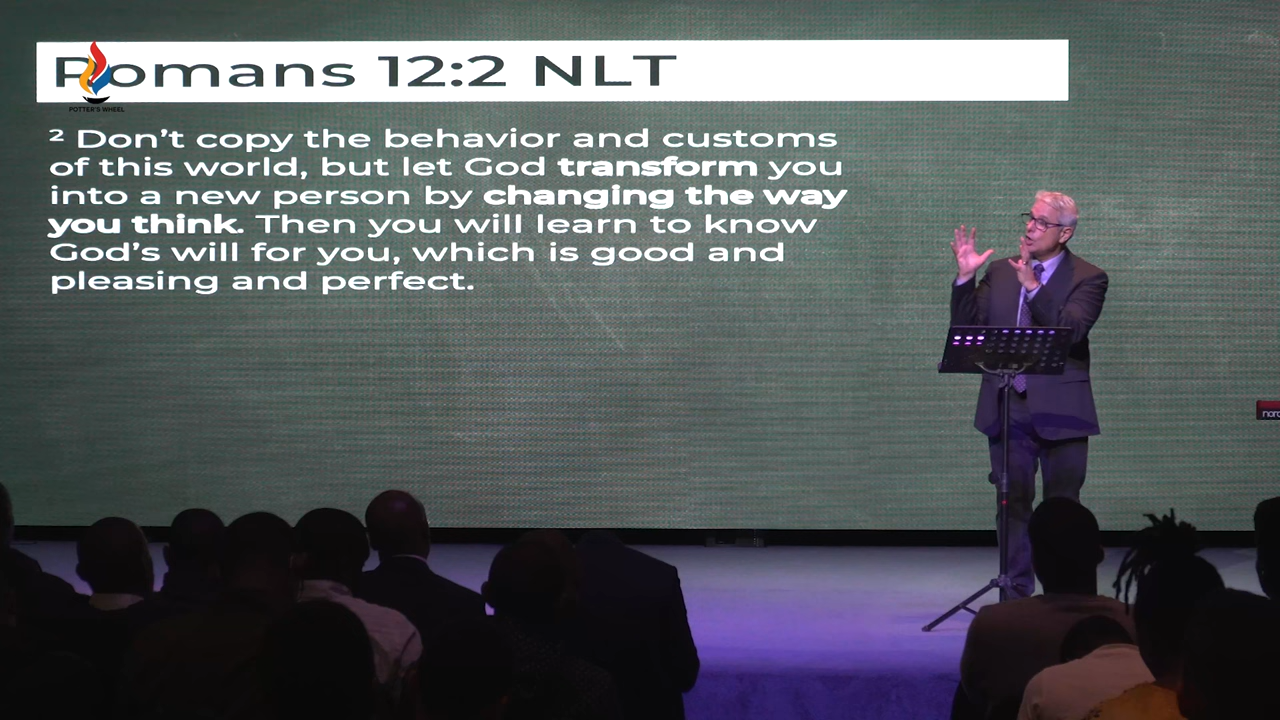 Romans 12:2 NLT
POTTER'S WHEEL
² Don't copy the behavior and customs
of this world, but let God transform you
into a new person by changing the way
you think. Then you will learn to know
God's will for you, which is good and
pleasing and perfect.
nord